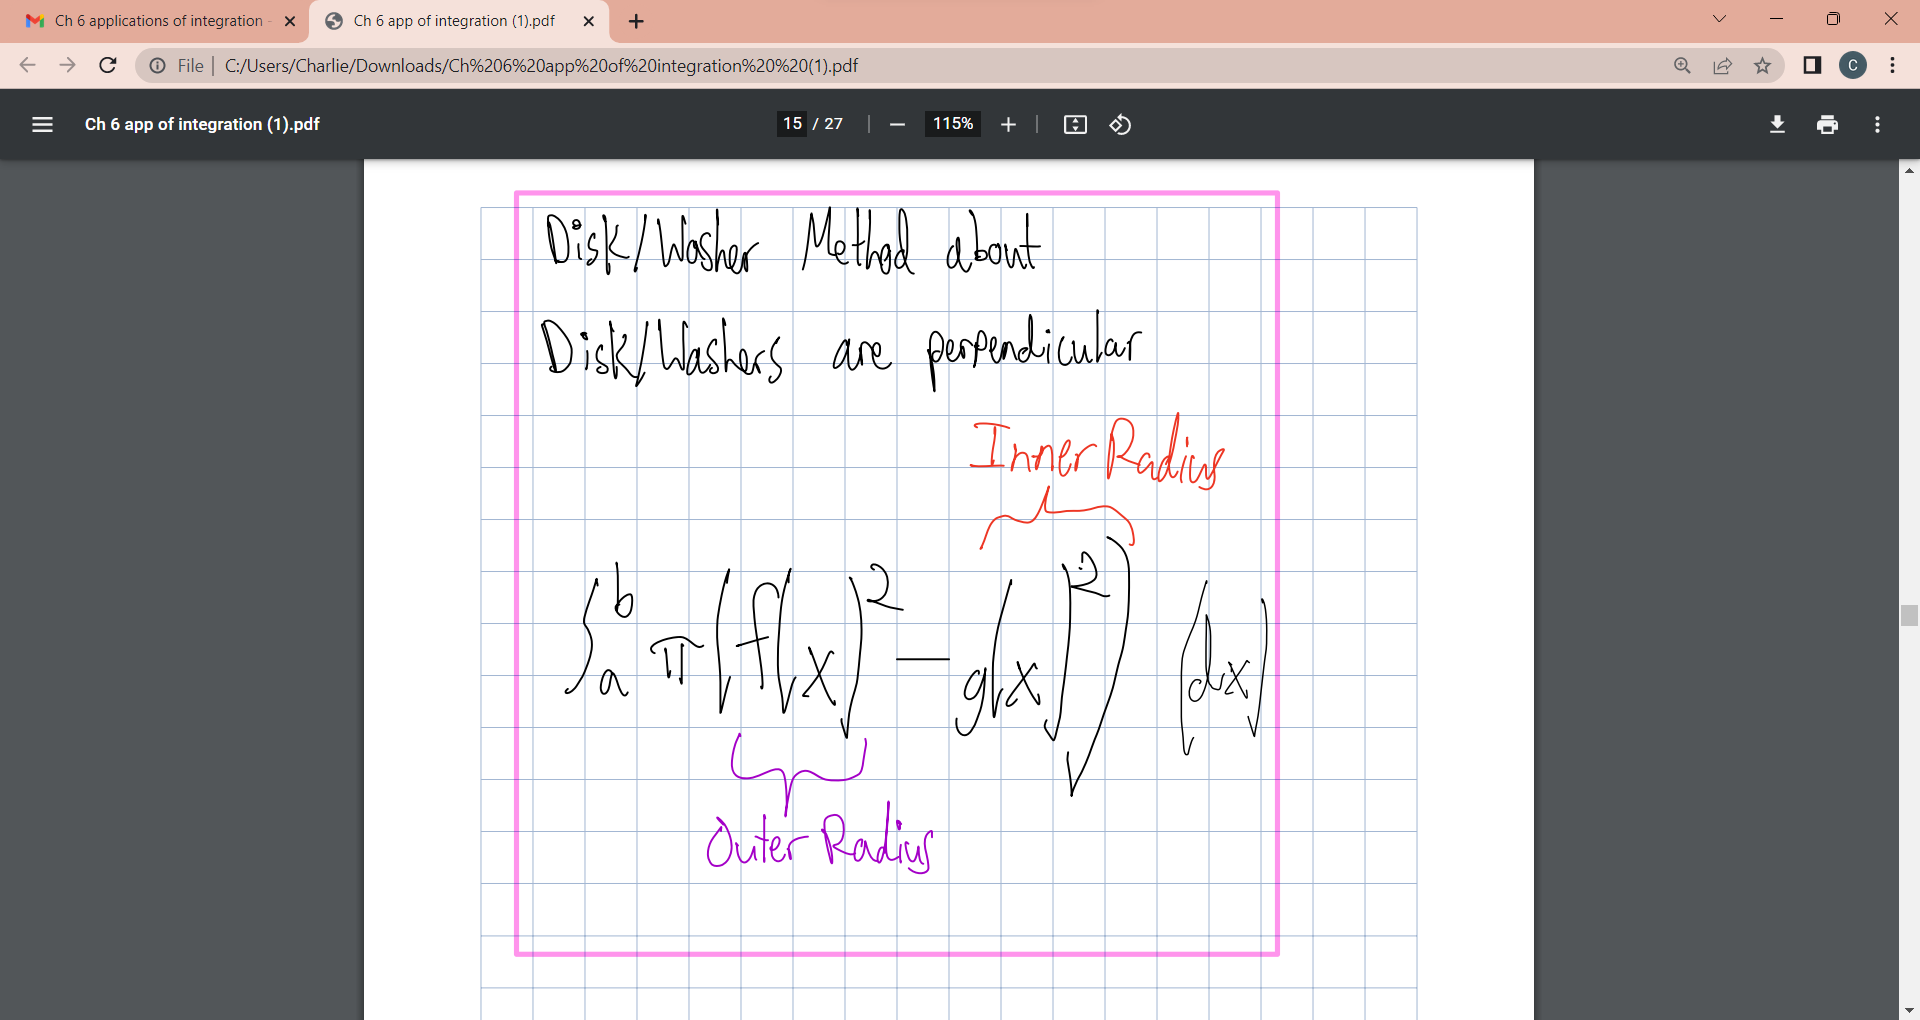 Ch 6 applications of integration
Ch 6 app of integration (1).pdf
File | C:/Users/Charlie/Downloads/Ch%206%20app%20of%20integration%20%20(1).pdf
C
Ch 6 app of integration (1).pdf
15 / 27
115%
Disk/Washer Method about
Disk/Washers are perpendicular
Inner Radius
∫ₐᵇ π(f(x)² — g(x)²) (dx)
Outer Radius